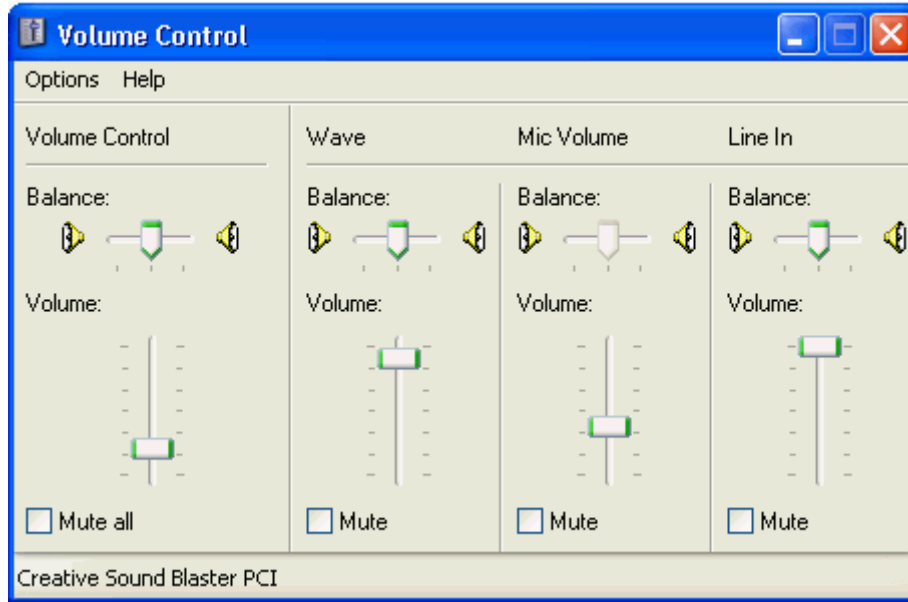 Volume Control
Options Help
Volume Control Wave Mic Volume Line In
Balance: Balance: Balance: Balance:
Volume: Volume: Volume: Volume:
Mute all Mute Mute Mute
Creative Sound Blaster PCI